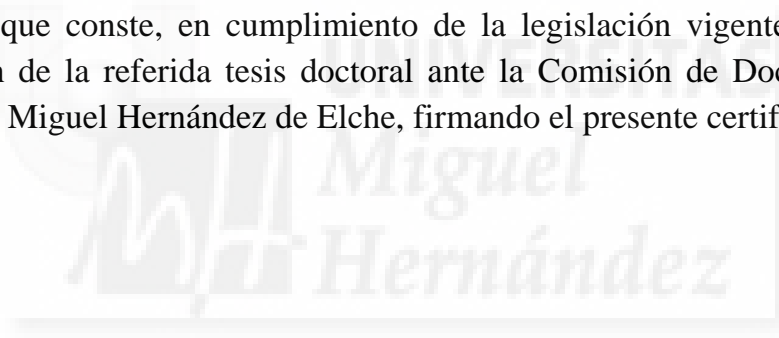 que conste, en cumplimiento de la legislación vigente
de la referida tesis doctoral ante la Comisión de Doc
Miguel Hernández de Elche, firmando el presente certif
UNIVERSITAS
Miguel
Hernández